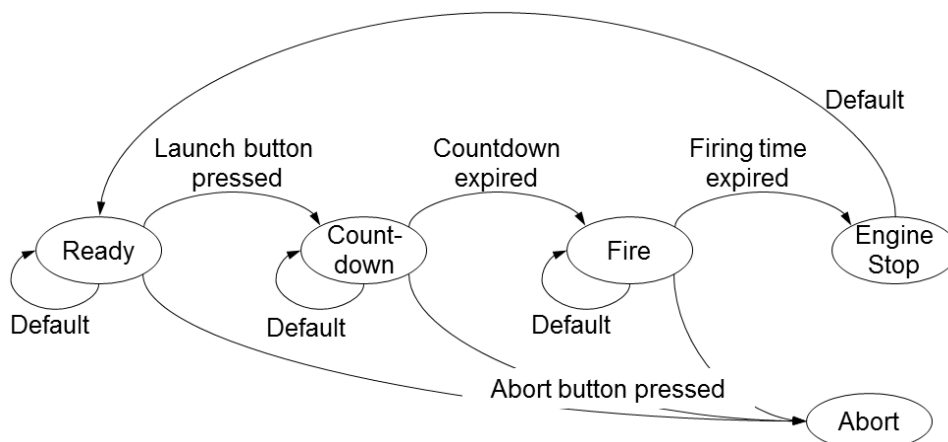 Default
Launch button
pressed
Countdown
expired
Firing time
expired
Ready
Count-
down
Fire
Engine
Stop
Default
Default
Default
Abort button pressed
Abort